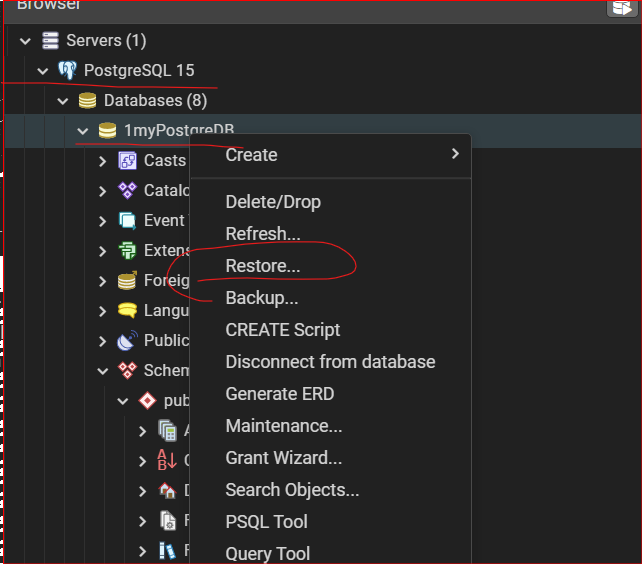 Browser
Servers (1)
PostgreSQL 15
Databases (8)
1myPostgreDB
Casts
Catalo
Event
Extens
Foreig
Langu
Public
Schem
pub
A
F
F
Create
Delete/Drop
Refresh...
Restore...
Backup...
CREATE Script
Disconnect from database
Generate ERD
Maintenance...
Grant Wizard...
Search Objects...
PSQL Tool
Query Tool